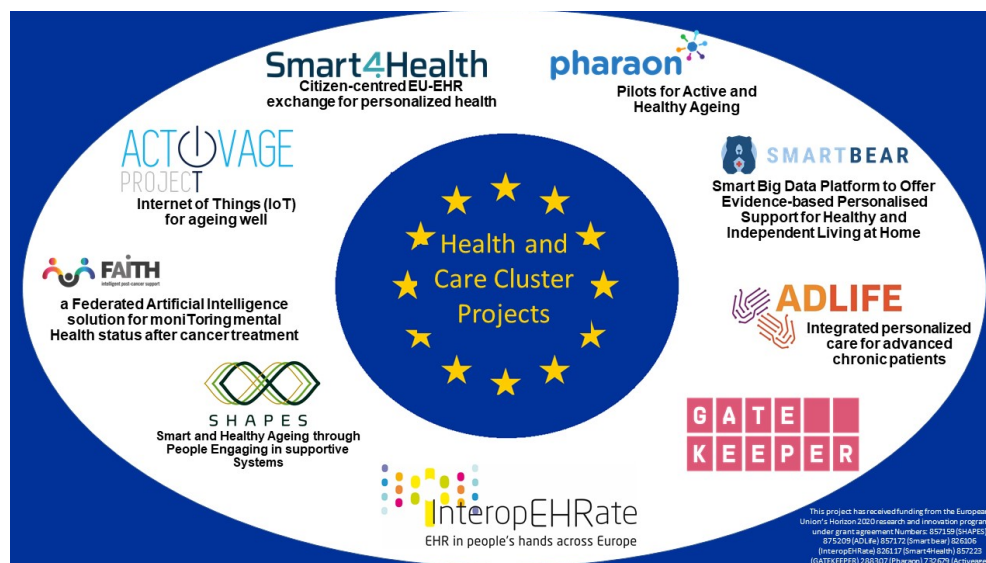 Smart4Health
Citizen-centred EU-EHR
exchange for personalized health
pharaon
Pilots for Active and
Healthy Ageing
ACTIVAGE
PROJECT
Internet of Things (IoT)
for ageing well
SMARTBEAR
Smart Big Data Platform to Offer
Evidence-based Personalised
Support for Healthy and
Independent Living at Home
FAiTH
intelligent post-cancer support
a Federated Artificial Intelligence
solution for moniToring mental
Health status after cancer treatment
Health and
Care Cluster
Projects
ADLIFE
Integrated personalized
care for advanced
chronic patients
SHAPES
Smart and Healthy Ageing through
People Engaging in supportive
Systems
GATE
KEEPER
InteropEHRate
EHR in people's hands across Europe
This project has received funding from the European
Union's Horizon 2020 research and innovation program
under grant agreement Numbers: 857159 (SHAPES)
875209 (ADLife) 857172 (Smart bear) 826106
(InteropEHRate) 826117 (Smart4Health) 857223
(GATEKEEPER) 288307 (Pharaon) 732679 (Activeage)